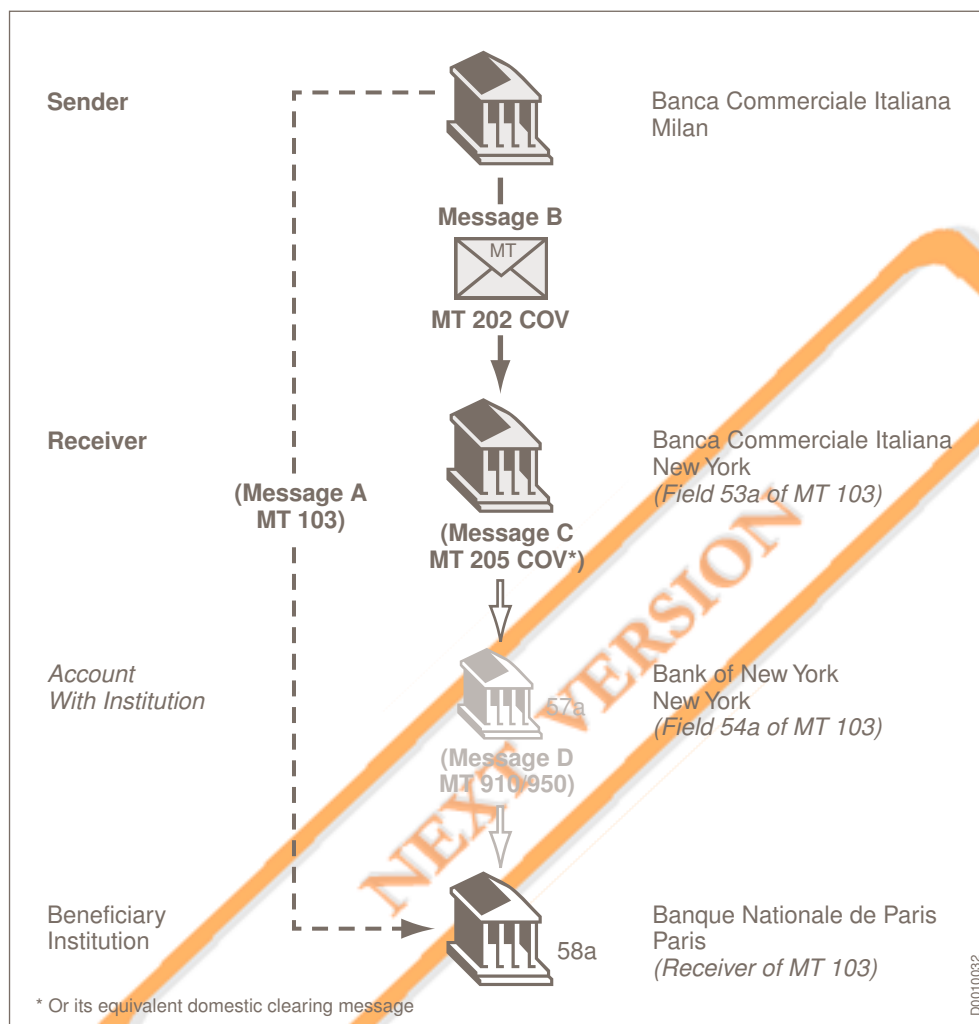 Sender
Banca Commerciale Italiana
Milan
Message B
MT
MT 202 COV
Receiver
Banca Commerciale Italiana
New York
(Field 53a of MT 103)
(Message A
MT 103)
(Message C
MT 205 COV*)
Account
With Institution
57a
Bank of New York
New York
(Field 54a of MT 103)
(Message D
MT 910/950)
NEXT VERSION
Beneficiary
Institution
58a
Banque Nationale de Paris
Paris
(Receiver of MT 103)
* Or its equivalent domestic clearing message
D0010032